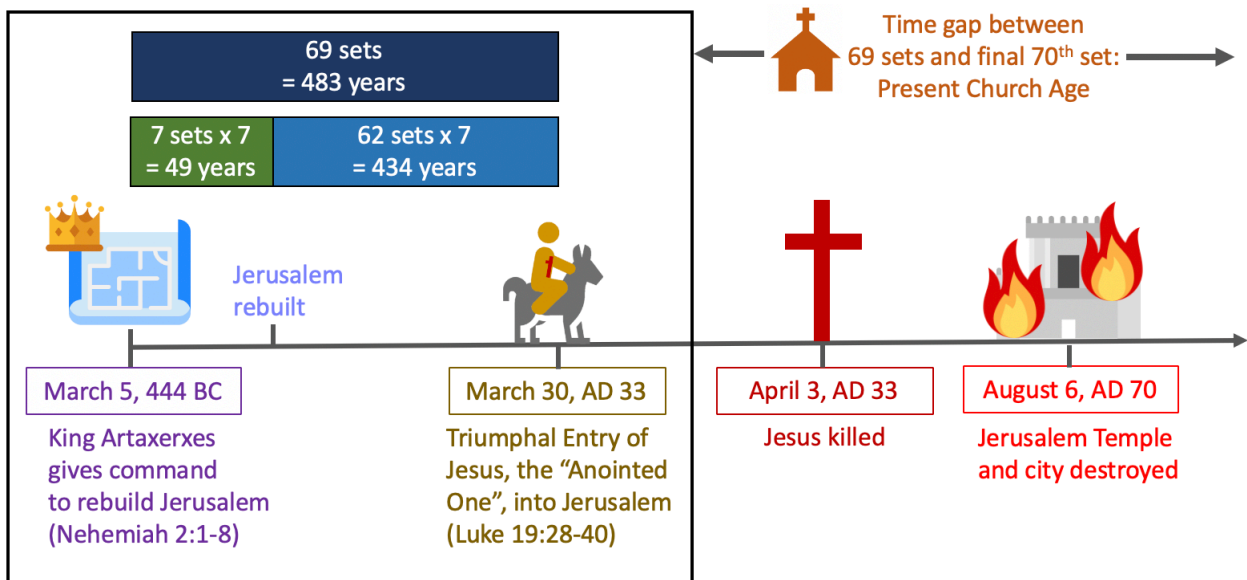 69 sets
= 483 years
Time gap between
69 sets and final 70th set:
Present Church Age
7 sets x 7
= 49 years
62 sets x 7
= 434 years
Jerusalem
rebuilt
March 5, 444 BC
King Artaxerxes
gives command
to rebuild Jerusalem
(Nehemiah 2:1-8)
March 30, AD 33
Triumphal Entry of
Jesus, the “Anointed
One”, into Jerusalem
(Luke 19:28-40)
April 3, AD 33
Jesus killed
August 6, AD 70
Jerusalem Temple
and city destroyed